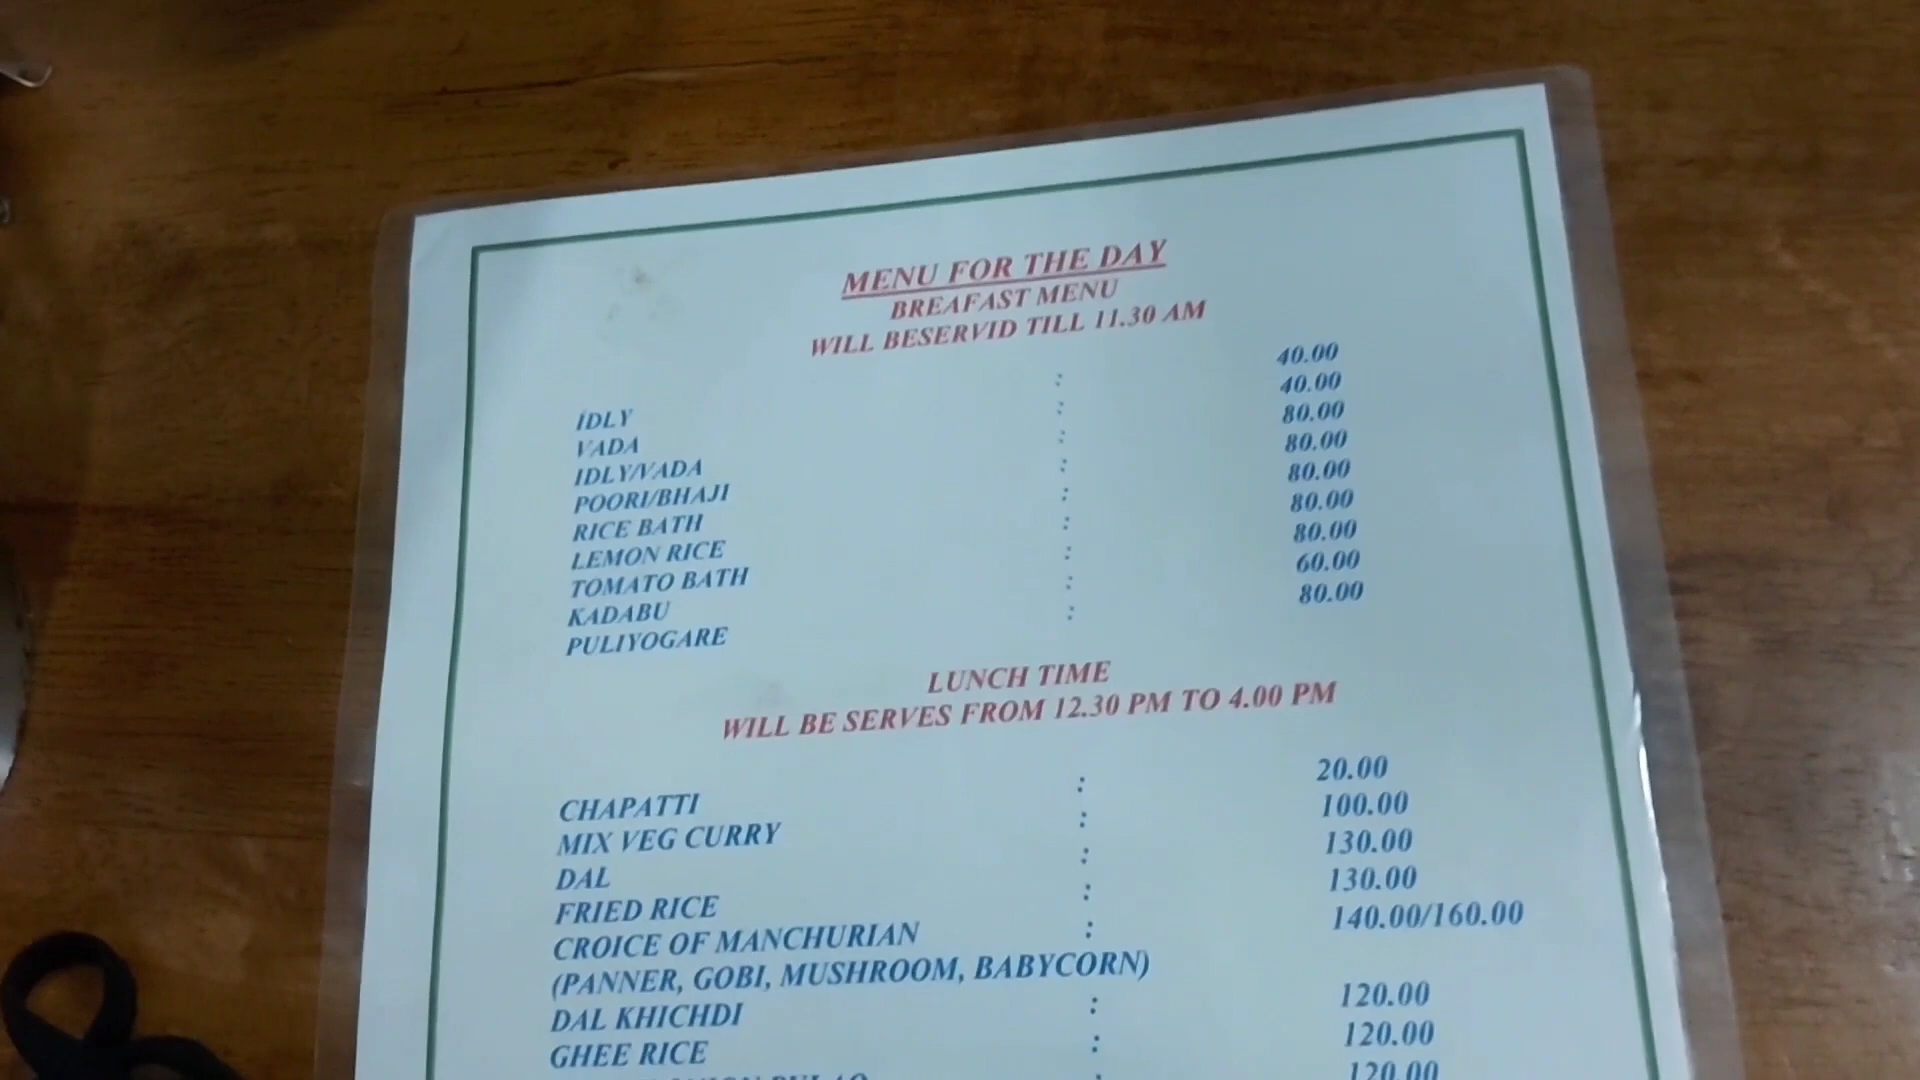 MENU FOR THE DAY
BREAFAST MENU
WILL BESERVID TILL 11.30 AM
IDLY : 40.00
VADA : 40.00
IDLY/VADA : 80.00
POORI/BHAJI : 80.00
RICE BATH : 80.00
LEMON RICE : 80.00
TOMATO BATH : 80.00
KADABU : 60.00
PULIYOGARE : 80.00
LUNCH TIME
WILL BE SERVES FROM 12.30 PM TO 4.00 PM
CHAPATTI : 20.00
MIX VEG CURRY : 100.00
DAL : 130.00
FRIED RICE : 130.00
CROICE OF MANCHURIAN : 140.00/160.00
(PANNER, GOBI, MUSHROOM, BABYCORN)
DAL KHICHDI : 120.00
GHEE RICE : 120.00
PULAO : 120.00